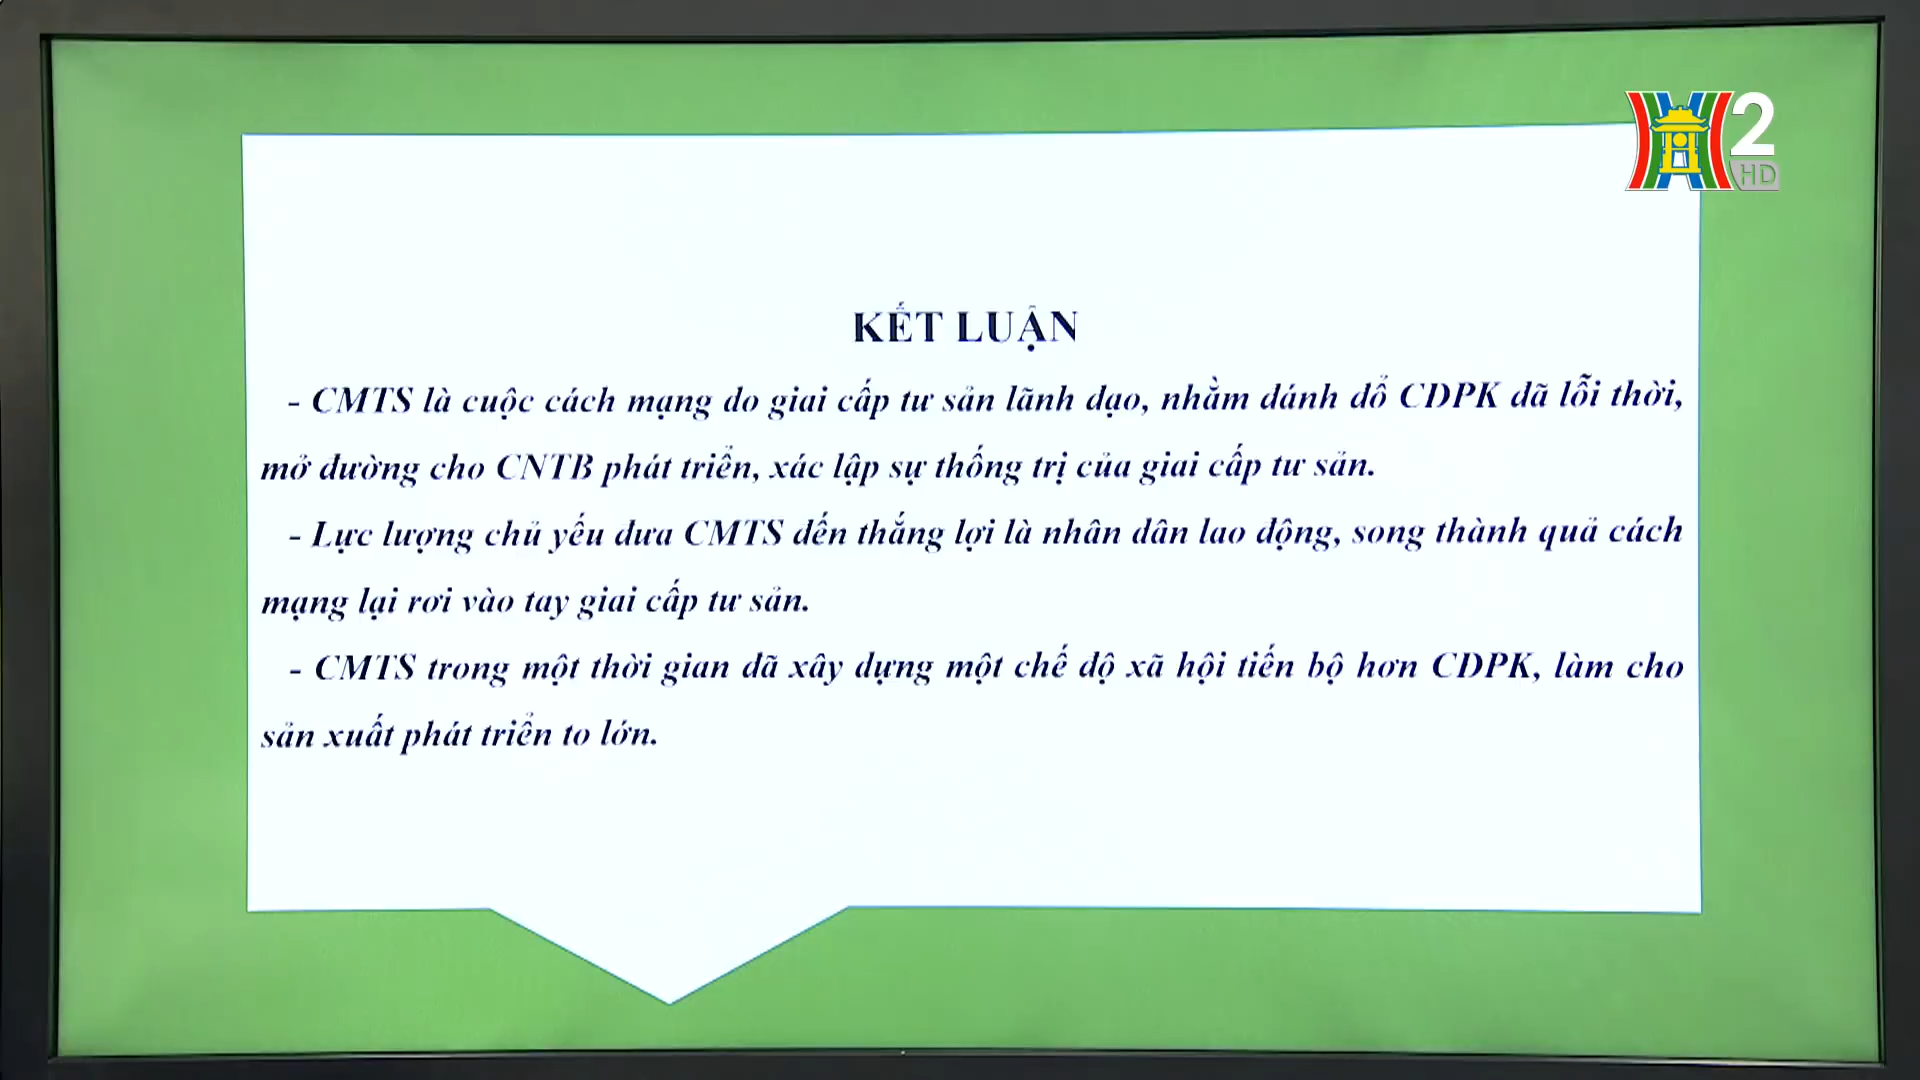 2
HD
KẾT LUẬN
- CMTS là cuộc cách mạng do giai cấp tư sản lãnh đạo, nhằm đánh đổ CĐPK đã lỗi thời,
mở đường cho CNTB phát triển, xác lập sự thống trị của giai cấp tư sản.
- Lực lượng chủ yếu đưa CMTS đến thắng lợi là nhân dân lao động, song thành quả cách
mạng lại rơi vào tay giai cấp tư sản.
- CMTS trong một thời gian đã xây dựng một chế độ xã hội tiến bộ hơn CĐPK, làm cho
sản xuất phát triển to lớn.